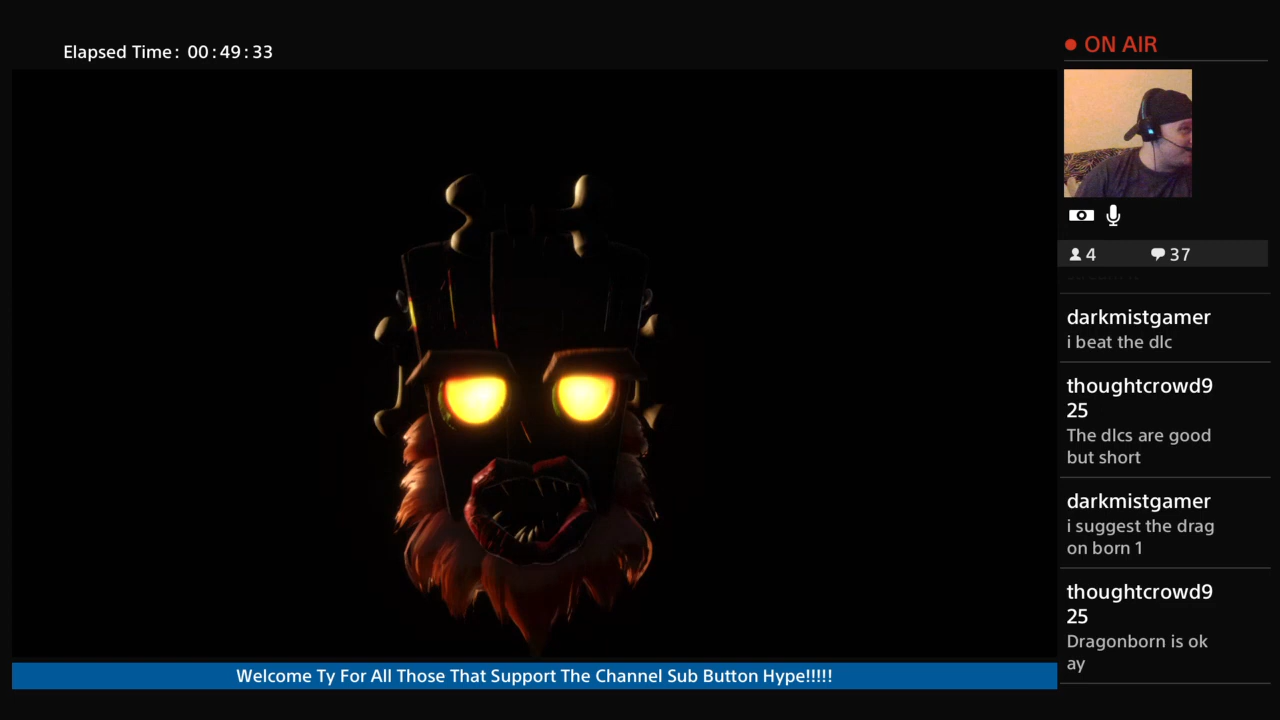 Elapsed Time: 00:49:33
ON AIR
4
37
darkmistgamer
i beat the dlc
thoughtcrowd9
25
The dlcs are good
but short
darkmistgamer
i suggest the drag
on born 1
thoughtcrowd9
25
Dragonborn is ok
ay
Welcome Ty For All Those That Support The Channel Sub Button Hype!!!!!